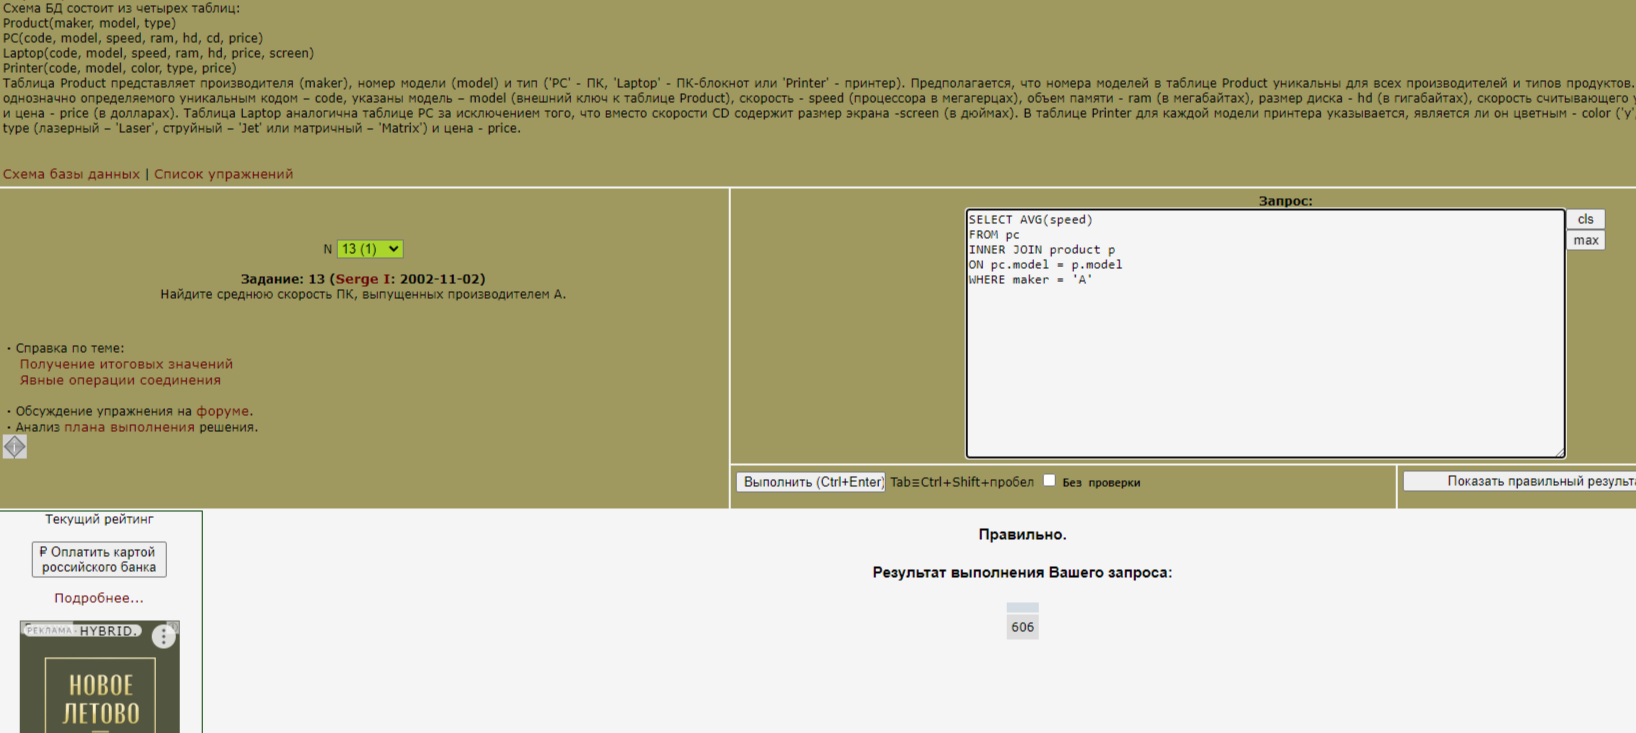 Схема БД состоит из четырех таблиц:
Product(maker, model, type)
PC(code, model, speed, ram, hd, cd, price)
Laptop(code, model, speed, ram, hd, price, screen)
Printer(code, model, color, type, price)
Таблица Product представляет производителя (maker), номер модели (model) и тип ('PC' - ПК, 'Laptop' - ПК-блокнот или 'Printer' - принтер). Предполагается, что номера моделей в таблице Product уникальны для всех производителей и типов продуктов.
однозначно определяемого уникальным кодом – code, указаны модель – model (внешний ключ к таблице Product), скорость - speed (процессора в мегагерцах), объем памяти - ram (в мегабайтах), размер диска - hd (в гигабайтах), скорость считывающего
и цена - price (в долларах). Таблица Laptop аналогична таблице PC за исключением того, что вместо скорости CD содержит размер экрана -screen (в дюймах). В таблице Printer для каждой модели принтера указывается, является ли он цветным - color ('y',
type (лазерный – 'Laser', струйный – 'Jet' или матричный – 'Matrix') и цена - price.
Схема базы данных | Список упражнений
Запрос:
SELECT AVG(speed)
FROM pc
INNER JOIN product p
ON pc.model = p.model
WHERE maker = 'A'
cls
max
N 13 (1)
Задание: 13 (Serge I: 2002-11-02)
Найдите среднюю скорость ПК, выпущенных производителем A.
· Справка по теме:
Получение итоговых значений
Явные операции соединения
· Обсуждение упражнения на форуме.
· Анализ плана выполнения решения.
Выполнить (Ctrl+Enter) Tab≡Ctrl+Shift+пробел Без проверки
Показать правильный результа
Текущий рейтинг
₽ Оплатить картой
российского банка
Подробнее...
РЕКЛАМА · HYBRID.
НОВОЕ
ЛЕТОВО
Правильно.
Результат выполнения Вашего запроса:
606